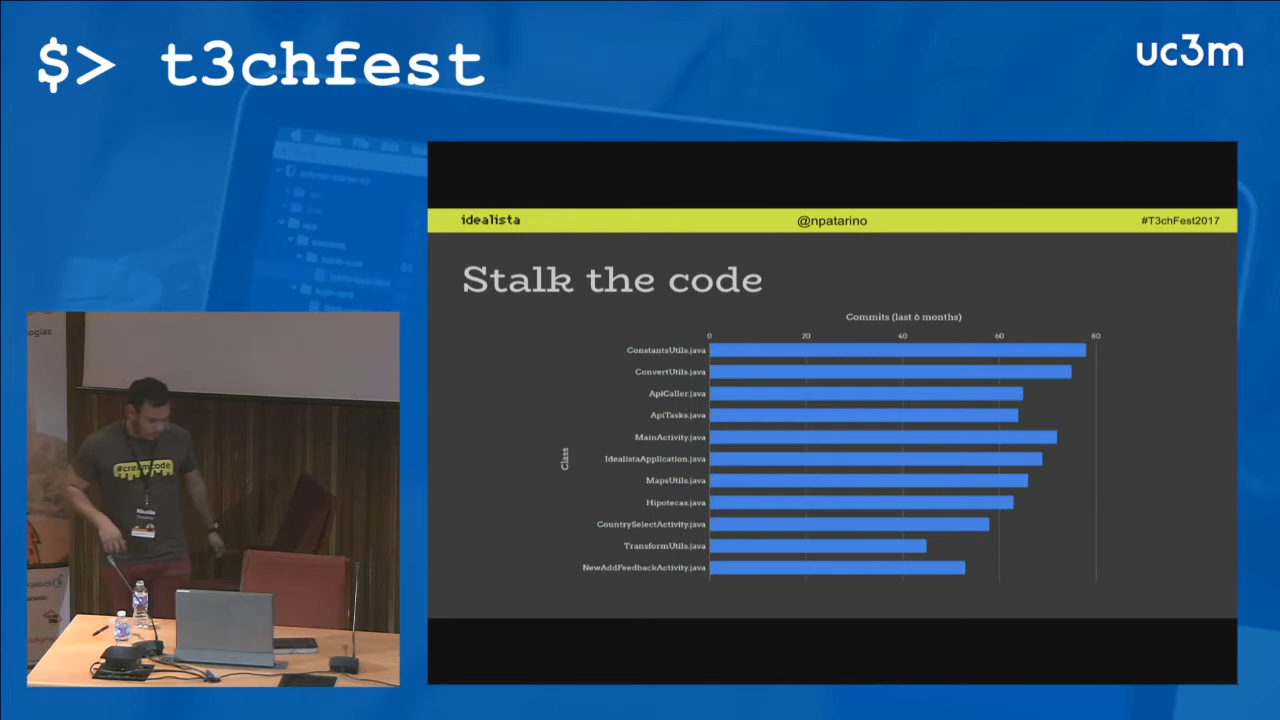 $> t3chfest
uc3m
idealista
@npatarino
#T3chFest2017
Stalk the code
Commits (last 6 months)
0 20 40 60 80
Class
ConstantsUtils.java
ConvertUtils.java
ApiCaller.java
ApiTasks.java
MainActivity.java
IdealistaApplication.java
MapsUtils.java
Hipotecas.java
CountrySelectActivity.java
TransformUtils.java
NewAddFeedbackActivity.java
logias
#creamcode